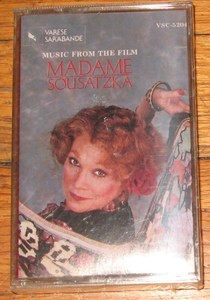 VARESE
SARABANDE
VSC-5204
MUSIC FROM THE FILM
MADAME
SOUSATZKA